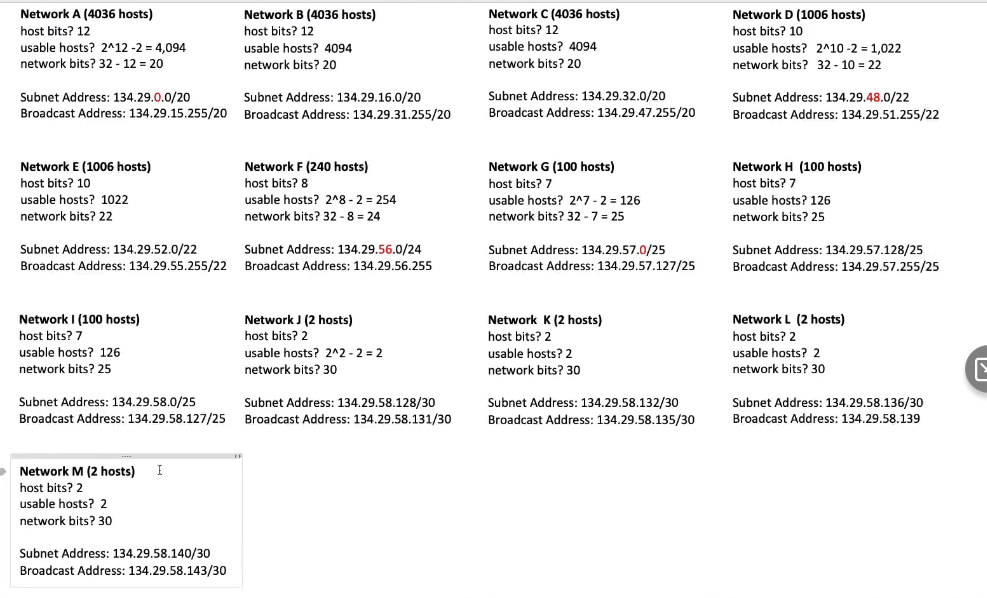 Network A (4036 hosts)
host bits? 12
usable hosts?  2^12 -2 = 4,094
network bits? 32 - 12 = 20
Subnet Address: 134.29.0.0/20
Broadcast Address: 134.29.15.255/20
Network B (4036 hosts)
host bits? 12
usable hosts?  4094
network bits? 20
Subnet Address: 134.29.16.0/20
Broadcast Address: 134.29.31.255/20
Network C (4036 hosts)
host bits? 12
usable hosts?  4094
network bits? 20
Subnet Address: 134.29.32.0/20
Broadcast Address: 134.29.47.255/20
Network D (1006 hosts)
host bits? 10
usable hosts?  2^10 -2 = 1,022
network bits?  32 - 10 = 22
Subnet Address: 134.29.48.0/22
Broadcast Address: 134.29.51.255/22
Network E (1006 hosts)
host bits? 10
usable hosts?  1022
network bits? 22
Subnet Address: 134.29.52.0/22
Broadcast Address: 134.29.55.255/22
Network F (240 hosts)
host bits? 8
usable hosts?  2^8 - 2 = 254
network bits? 32 - 8 = 24
Subnet Address: 134.29.56.0/24
Broadcast Address: 134.29.56.255
Network G (100 hosts)
host bits? 7
usable hosts?  2^7 - 2 = 126
network bits? 32 - 7 = 25
Subnet Address: 134.29.57.0/25
Broadcast Address: 134.29.57.127/25
Network H  (100 hosts)
host bits? 7
usable hosts? 126
network bits? 25
Subnet Address: 134.29.57.128/25
Broadcast Address: 134.29.57.255/25
Network I (100 hosts)
host bits? 7
usable hosts?  126
network bits? 25
Subnet Address: 134.29.58.0/25
Broadcast Address: 134.29.58.127/25
Network J (2 hosts)
host bits? 2
usable hosts?  2^2 - 2 = 2
network bits? 30
Subnet Address: 134.29.58.128/30
Broadcast Address: 134.29.58.131/30
Network  K (2 hosts)
host bits? 2
usable hosts? 2
network bits? 30
Subnet Address: 134.29.58.132/30
Broadcast Address: 134.29.58.135/30
Network L  (2 hosts)
host bits? 2
usable hosts?  2
network bits? 30
Subnet Address: 134.29.58.136/30
Broadcast Address: 134.29.58.139
Network M (2 hosts)
host bits? 2
usable hosts?  2
network bits? 30
Subnet Address: 134.29.58.140/30
Broadcast Address: 134.29.58.143/30